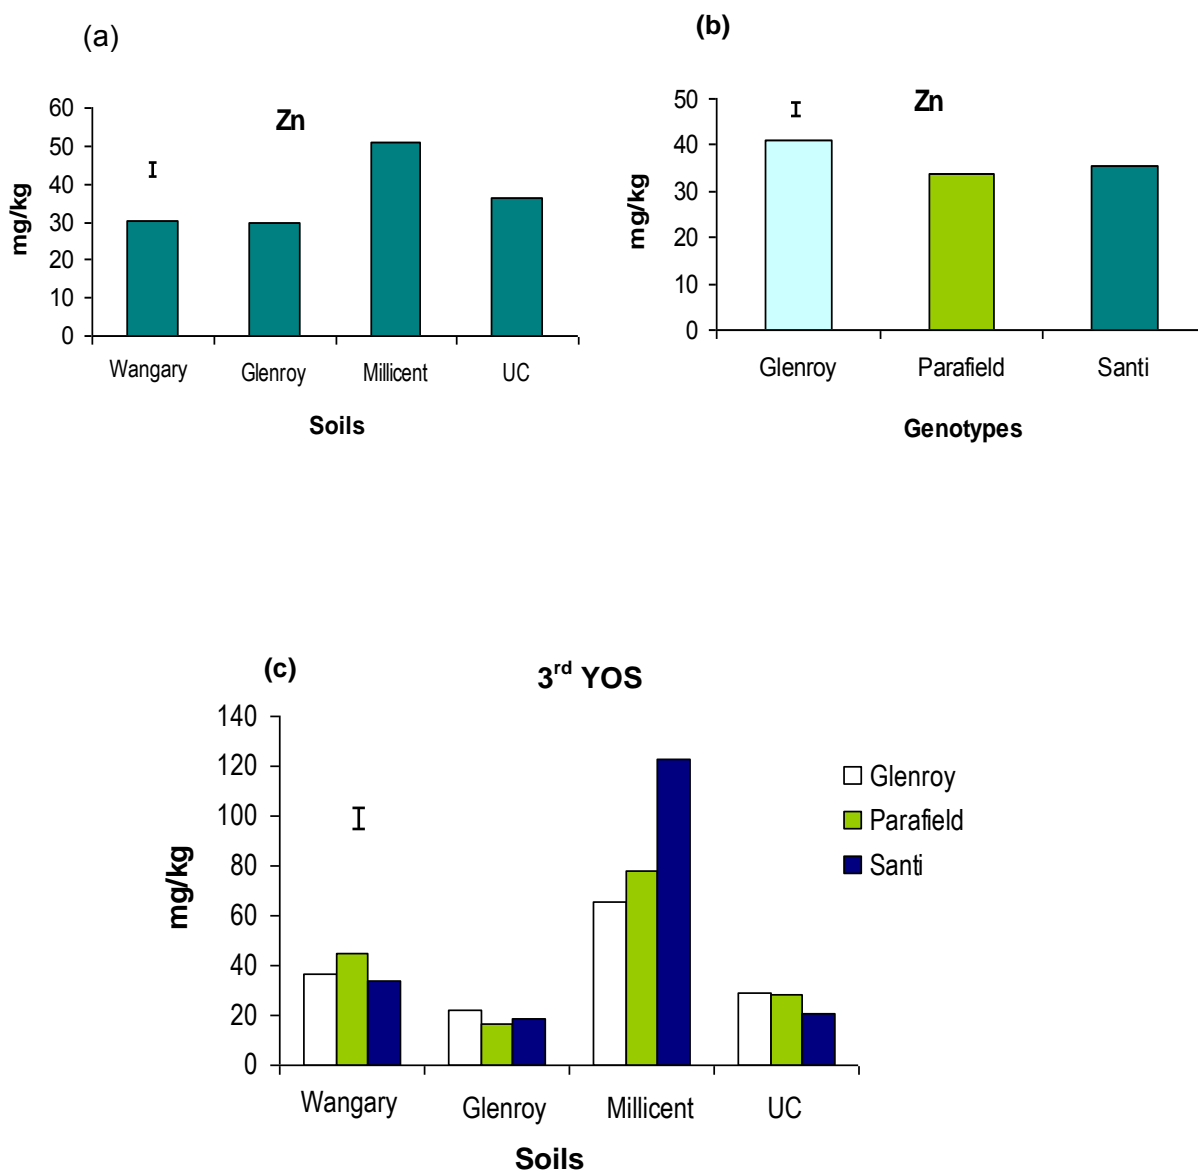 (a)
Zn
60
50
40
30
20
10
0
mg/kg
Wangary Glenroy Millicent UC
Soils
(b)
Zn
50
40
30
20
10
0
mg/kg
Glenroy Parafield Santi
Genotypes
(c)
3rd YOS
140
120
100
80
60
40
20
0
mg/kg
Wangary Glenroy Millicent UC
Soils
Glenroy
Parafield
Santi